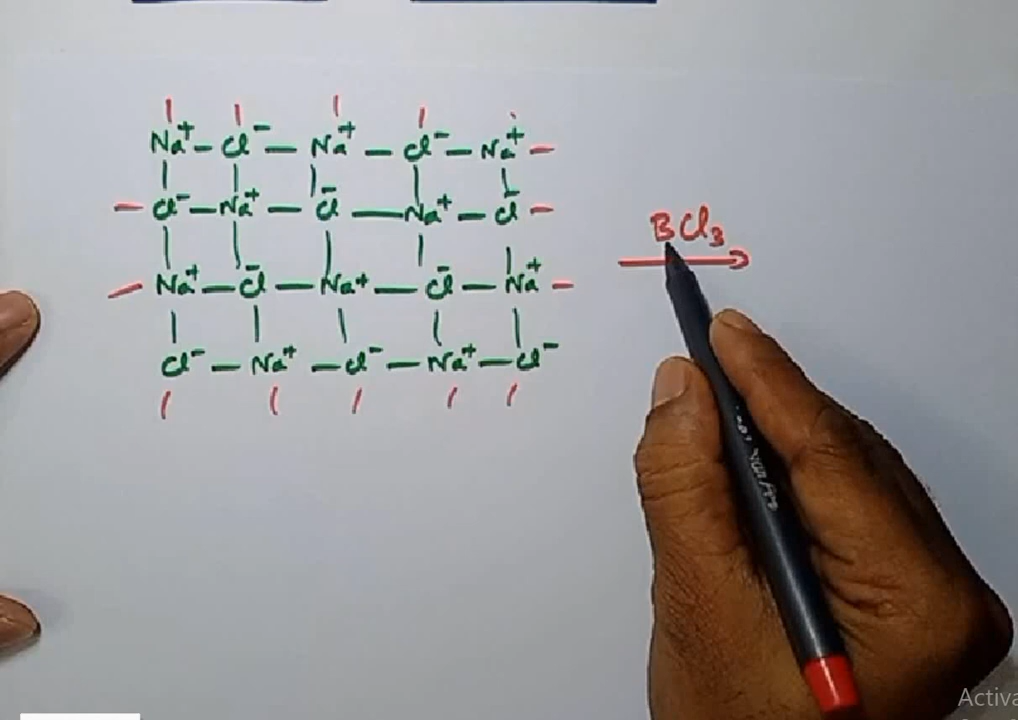 Na⁺ – Cl⁻ – Na⁺ – Cl⁻ – Na⁺ –
– Cl⁻ – Na⁺ – Cl⁻ – Na⁺ – Cl⁻ –
BCl₃
– Na⁺ – Cl⁻ – Na⁺ – Cl⁻ – Na⁺ –
Cl⁻ – Na⁺ – Cl⁻ – Na⁺ – Cl⁻